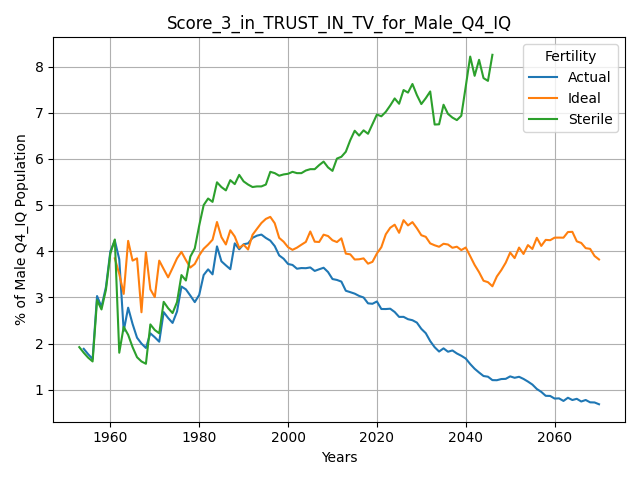 Score_3_in_TRUST_IN_TV_for_Male_Q4_IQ
% of Male Q4_IQ Population
8
7
6
5
4
3
2
1
Fertility
Actual
Ideal
Sterile
1960 1980 2000 2020 2040 2060
Years